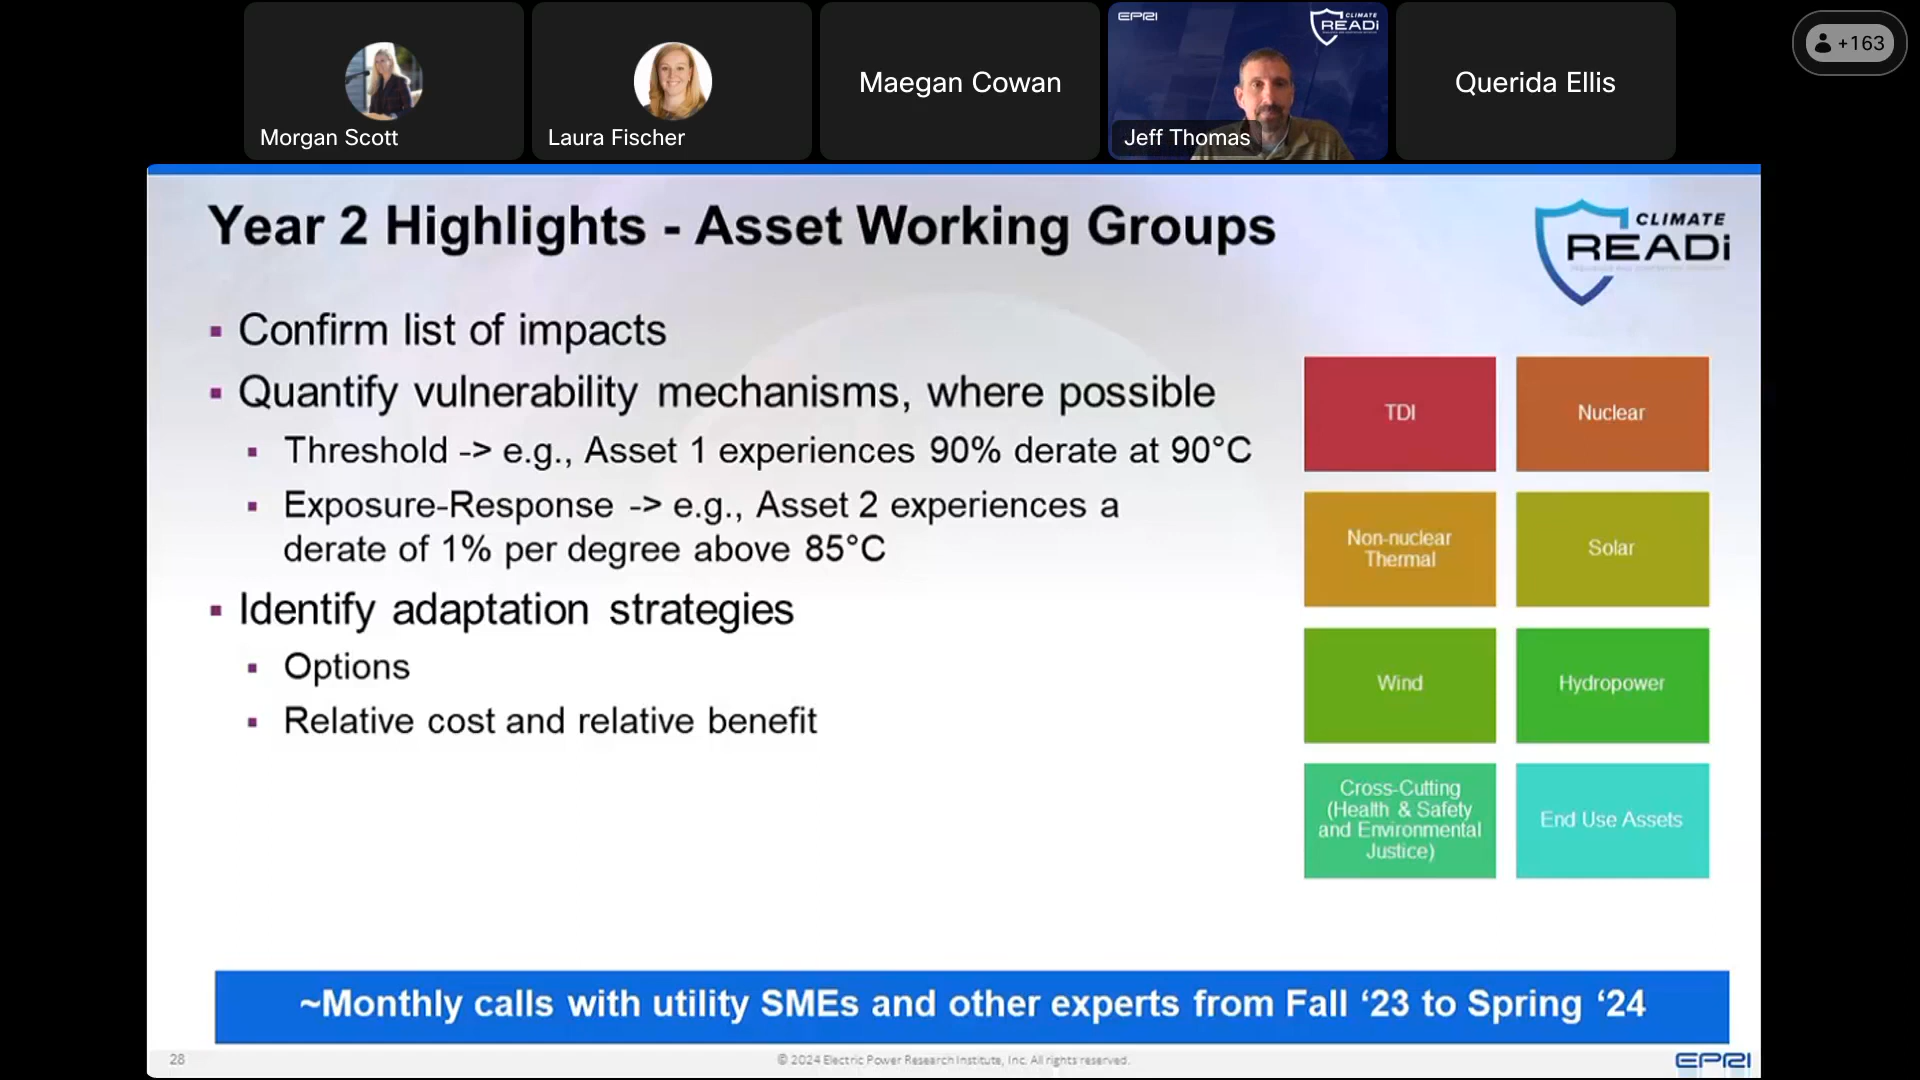 EPRI
CLIMATE
READi
+163
Morgan Scott
Laura Fischer
Maegan Cowan
Jeff Thomas
Querida Ellis
Year 2 Highlights - Asset Working Groups
CLIMATE
READi
▪ Confirm list of impacts
▪ Quantify vulnerability mechanisms, where possible
▪ Threshold -> e.g., Asset 1 experiences 90% derate at 90°C
▪ Exposure-Response -> e.g., Asset 2 experiences a
derate of 1% per degree above 85°C
▪ Identify adaptation strategies
▪ Options
▪ Relative cost and relative benefit
TDI
Nuclear
Non-nuclear
Thermal
Solar
Wind
Hydropower
Cross-Cutting
(Health & Safety
and Environmental
Justice)
End Use Assets
~Monthly calls with utility SMEs and other experts from Fall ‘23 to Spring ‘24
28
© 2024 Electric Power Research Institute, Inc. All rights reserved.
EPRI